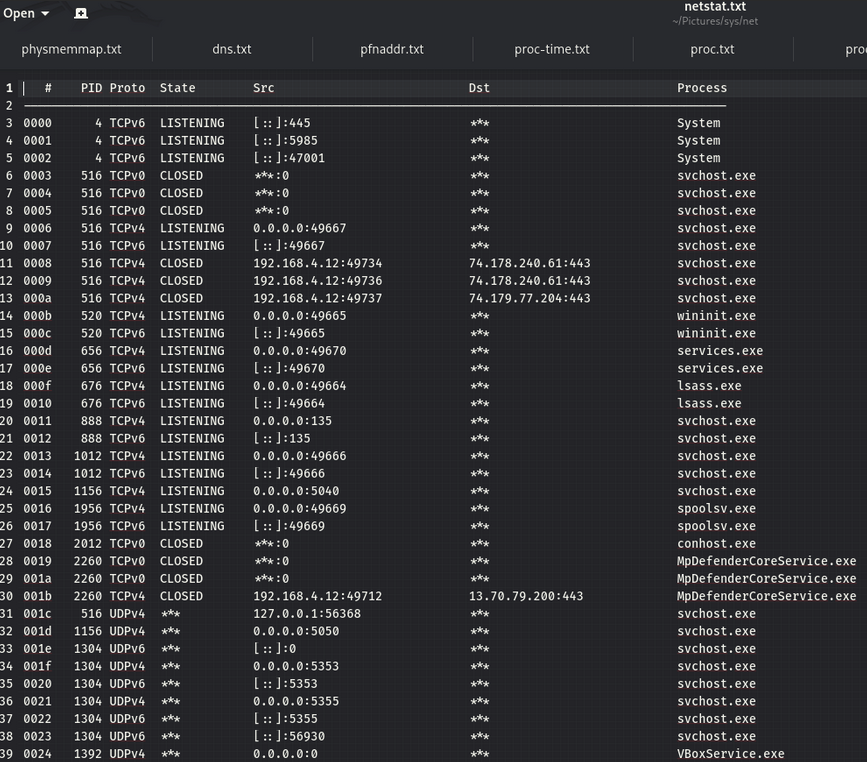 Open
netstat.txt
~/Pictures/sys/net
physmemmap.txt dns.txt pfnaddr.txt proc-time.txt proc.txt proc
1 # PID Proto State Src Dst Process
2
3 0000 4 TCPv6 LISTENING [::]:445 *** System
4 0001 4 TCPv6 LISTENING [::]:5985 *** System
5 0002 4 TCPv6 LISTENING [::]:47001 *** System
6 0003 516 TCPv0 CLOSED ***:0 *** svchost.exe
7 0004 516 TCPv0 CLOSED ***:0 *** svchost.exe
8 0005 516 TCPv0 CLOSED ***:0 *** svchost.exe
9 0006 516 TCPv4 LISTENING 0.0.0.0:49667 *** svchost.exe
10 0007 516 TCPv6 LISTENING [::]:49667 *** svchost.exe
11 0008 516 TCPv4 CLOSED 192.168.4.12:49734 74.178.240.61:443 svchost.exe
12 0009 516 TCPv4 CLOSED 192.168.4.12:49736 74.178.240.61:443 svchost.exe
13 000a 516 TCPv4 CLOSED 192.168.4.12:49737 74.179.77.204:443 svchost.exe
14 000b 520 TCPv4 LISTENING 0.0.0.0:49665 *** wininit.exe
15 000c 520 TCPv6 LISTENING [::]:49665 *** wininit.exe
16 000d 656 TCPv4 LISTENING 0.0.0.0:49670 *** services.exe
17 000e 656 TCPv6 LISTENING [::]:49670 *** services.exe
18 000f 676 TCPv4 LISTENING 0.0.0.0:49664 *** lsass.exe
19 0010 676 TCPv6 LISTENING [::]:49664 *** lsass.exe
20 0011 888 TCPv4 LISTENING 0.0.0.0:135 *** svchost.exe
21 0012 888 TCPv6 LISTENING [::]:135 *** svchost.exe
22 0013 1012 TCPv4 LISTENING 0.0.0.0:49666 *** svchost.exe
23 0014 1012 TCPv6 LISTENING [::]:49666 *** svchost.exe
24 0015 1156 TCPv4 LISTENING 0.0.0.0:5040 *** svchost.exe
25 0016 1956 TCPv4 LISTENING 0.0.0.0:49669 *** spoolsv.exe
26 0017 1956 TCPv6 LISTENING [::]:49669 *** spoolsv.exe
27 0018 2012 TCPv0 CLOSED ***:0 *** conhost.exe
28 0019 2260 TCPv0 CLOSED ***:0 *** MpDefenderCoreService.exe
29 001a 2260 TCPv0 CLOSED ***:0 *** MpDefenderCoreService.exe
30 001b 2260 TCPv4 CLOSED 192.168.4.12:49712 13.70.79.200:443 MpDefenderCoreService.exe
31 001c 516 UDPv4 *** 127.0.0.1:56368 *** svchost.exe
32 001d 1156 UDPv4 *** 0.0.0.0:5050 *** svchost.exe
33 001e 1304 UDPv6 *** [::]:0 *** svchost.exe
34 001f 1304 UDPv4 *** 0.0.0.0:5353 *** svchost.exe
35 0020 1304 UDPv6 *** [::]:5353 *** svchost.exe
36 0021 1304 UDPv4 *** 0.0.0.0:5355 *** svchost.exe
37 0022 1304 UDPv6 *** [::]:5355 *** svchost.exe
38 0023 1304 UDPv6 *** [::]:56930 *** svchost.exe
39 0024 1392 UDPv4 *** 0.0.0.0:0 *** VBoxService.exe